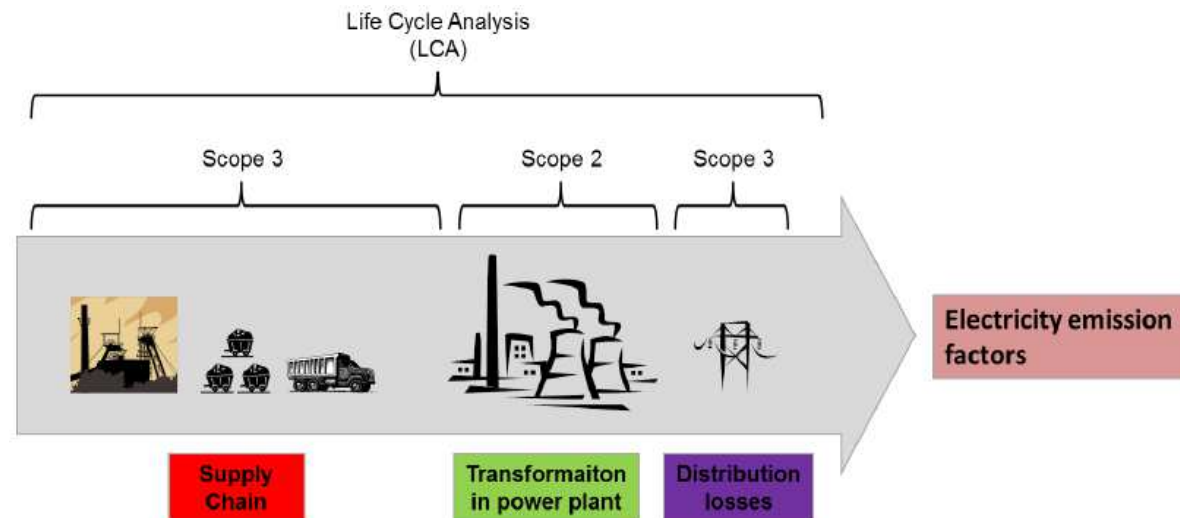 Life Cycle Analysis
(LCA)
Scope 3
Scope 2
Scope 3
Electricity emission
factors
Supply
Chain
Transformaiton
in power plant
Distribution
losses